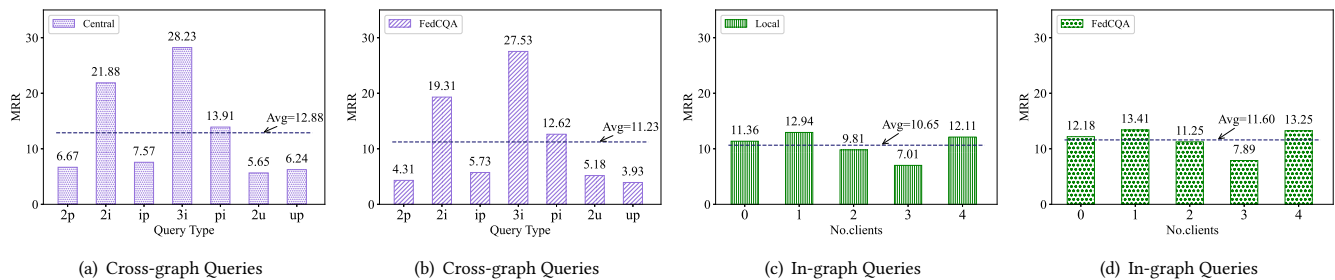 MRR
30
20
10
0
Central
6.67
21.88
7.57
28.23
13.91
5.65
6.24
Avg=12.88
2p 2i ip 3i pi 2u up
Query Type
(a) Cross-graph Queries
MRR
30
20
10
0
FedCQA
4.31
19.31
5.73
27.53
12.62
5.18
3.93
Avg=11.23
2p 2i ip 3i pi 2u up
Query Type
(b) Cross-graph Queries
MRR
30
20
10
0
Local
11.36
12.94
9.81
7.01
12.11
Avg=10.65
0 1 2 3 4
No.clients
(c) In-graph Queries
MRR
30
20
10
0
FedCQA
12.18
13.41
11.25
7.89
13.25
Avg=11.60
0 1 2 3 4
No.clients
(d) In-graph Queries